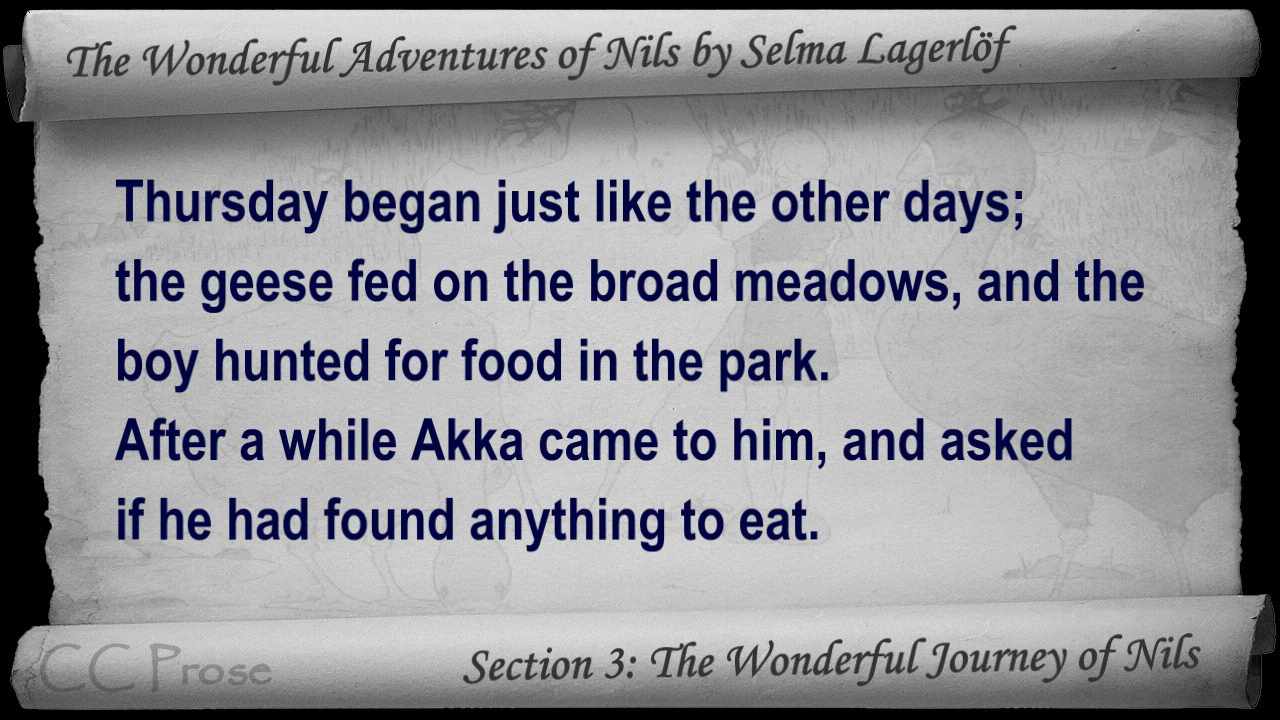 The Wonderful Adventures of Nils by Selma Lagerlöf
Thursday began just like the other days;
the geese fed on the broad meadows, and the
boy hunted for food in the park.
After a while Akka came to him, and asked
if he had found anything to eat.
CC Prose
Section 3: The Wonderful Journey of Nils